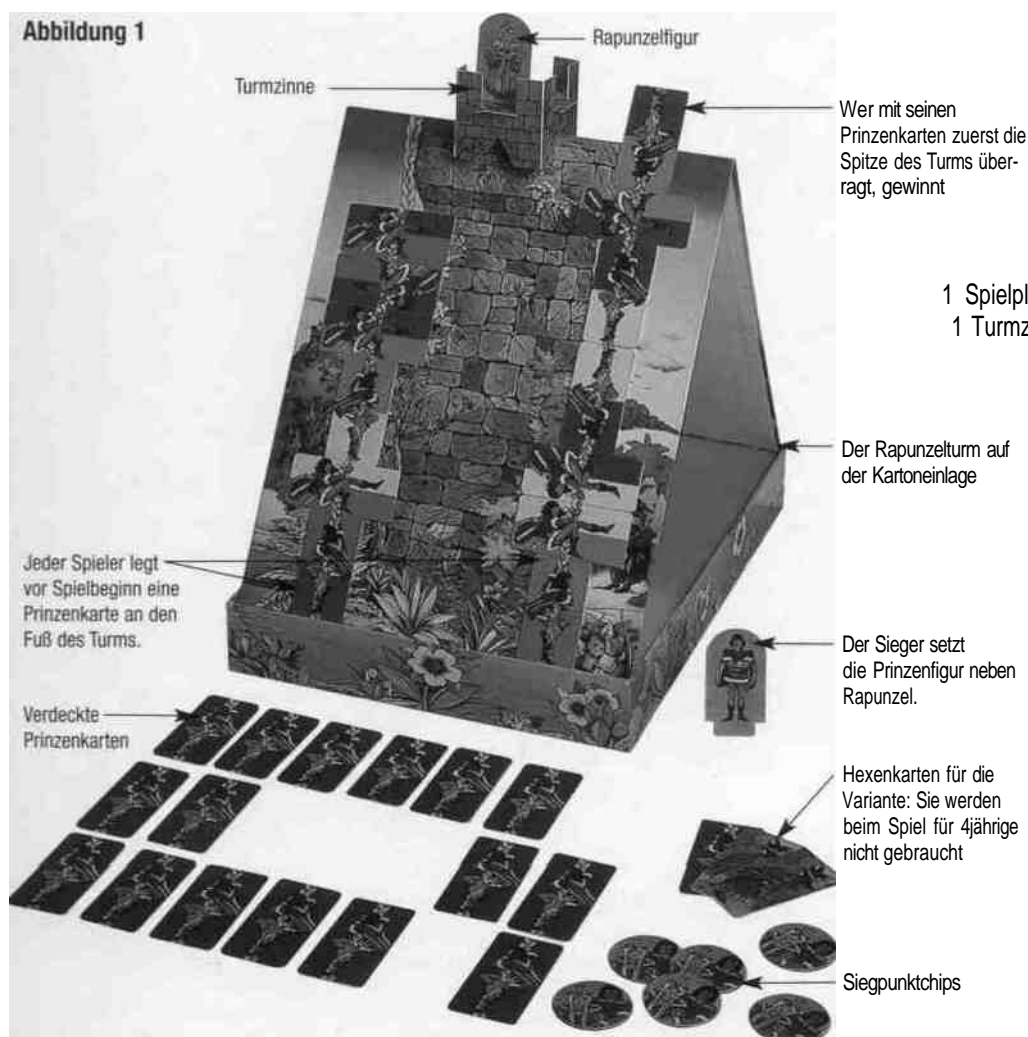 Abbildung 1
Rapunzelfigur
Turmzinne
Wer mit seinen
Prinzenkarten zuerst die
Spitze des Turms über-
ragt, gewinnt
1 Spielpl
1 Turmz
Der Rapunzelturm auf
der Kartoneinlage
Jeder Spieler legt
vor Spielbeginn eine
Prinzenkarte an den
Fuß des Turms.
Der Sieger setzt
die Prinzenfigur neben
Rapunzel.
Verdeckte
Prinzenkarten
Hexenkarten für die
Variante: Sie werden
beim Spiel für 4jährige
nicht gebraucht
Siegpunktchips